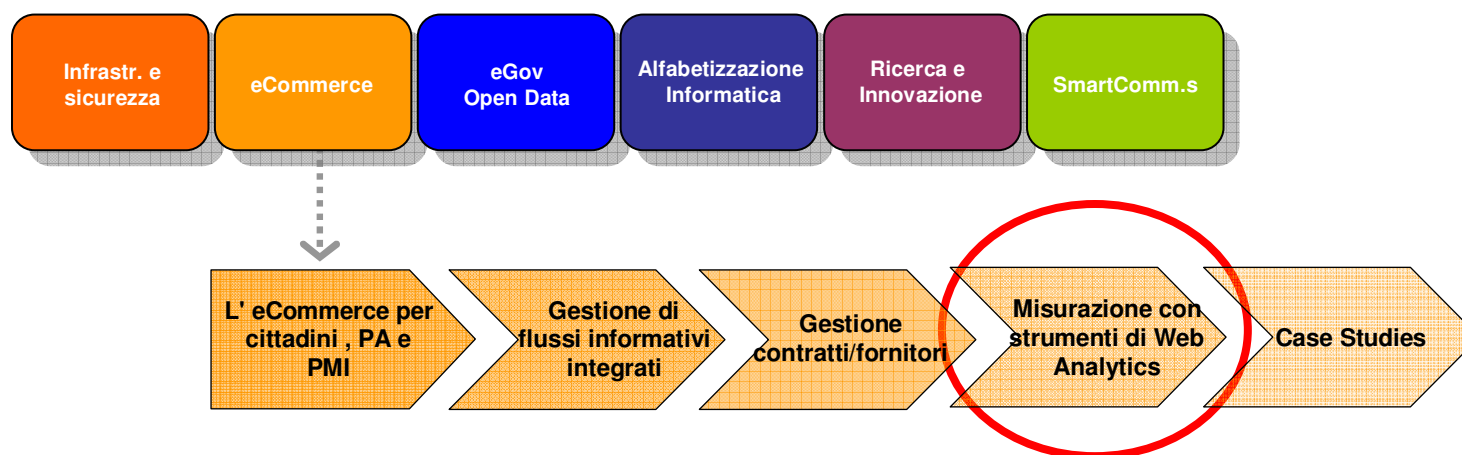 Infrastr. e
sicurezza
eCommerce
eGov
Open Data
Alfabetizzazione
Informatica
Ricerca e
Innovazione
SmartComm.s
L' eCommerce per
cittadini , PA e
PMI
Gestione di
flussi informativi
integrati
Gestione
contratti/fornitori
Misurazione con
strumenti di Web
Analytics
Case Studies